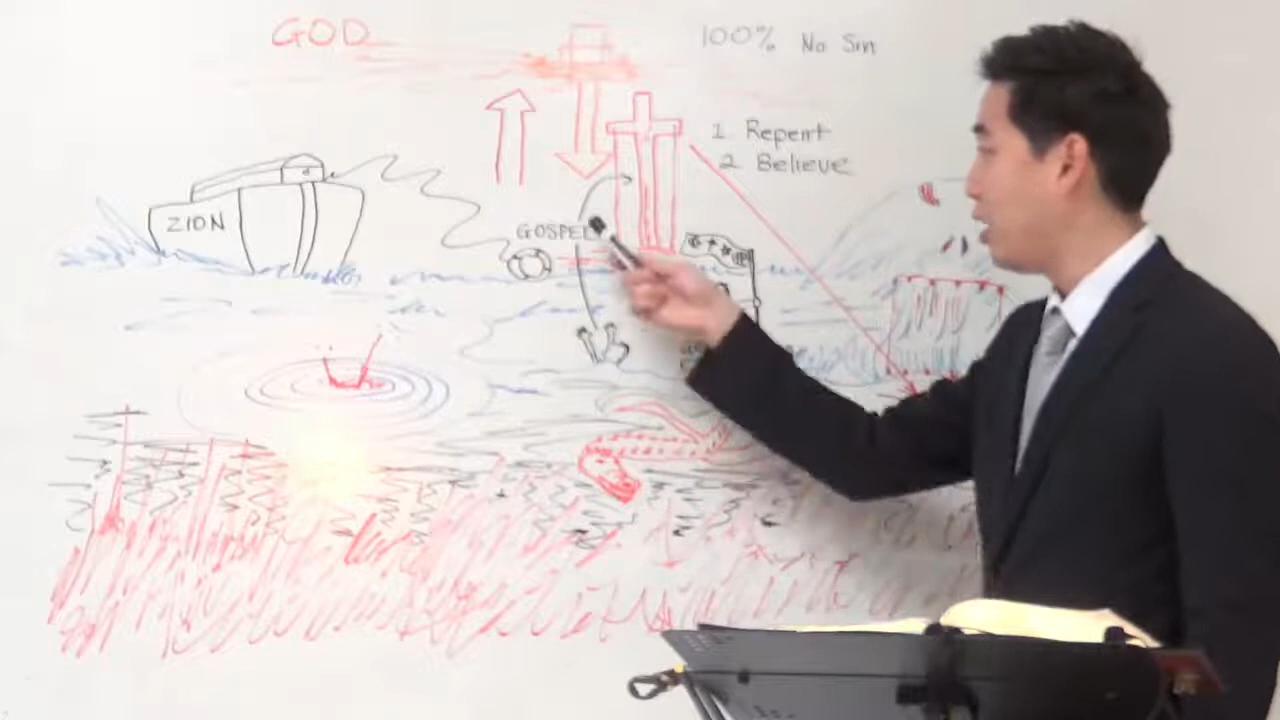 GOD
100% No Sin
1. Repent
2. Believe
ZION
GOSPEL